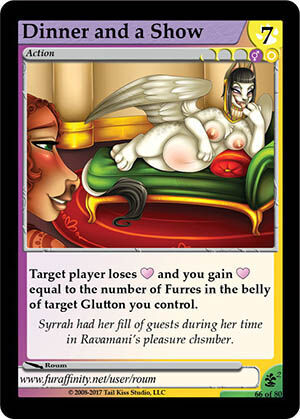 Dinner and a Show
7
Action
Target player loses and you gain
equal to the number of Furres in the belly
of target Glutton you control.
Syrrah had her fill of guests during her time
in Ravamani's pleasure chsmber.
Roum
www.furaffinity.net/user/roum
© 2008-2017 Tail Kiss Studio, LLC
66 of 80